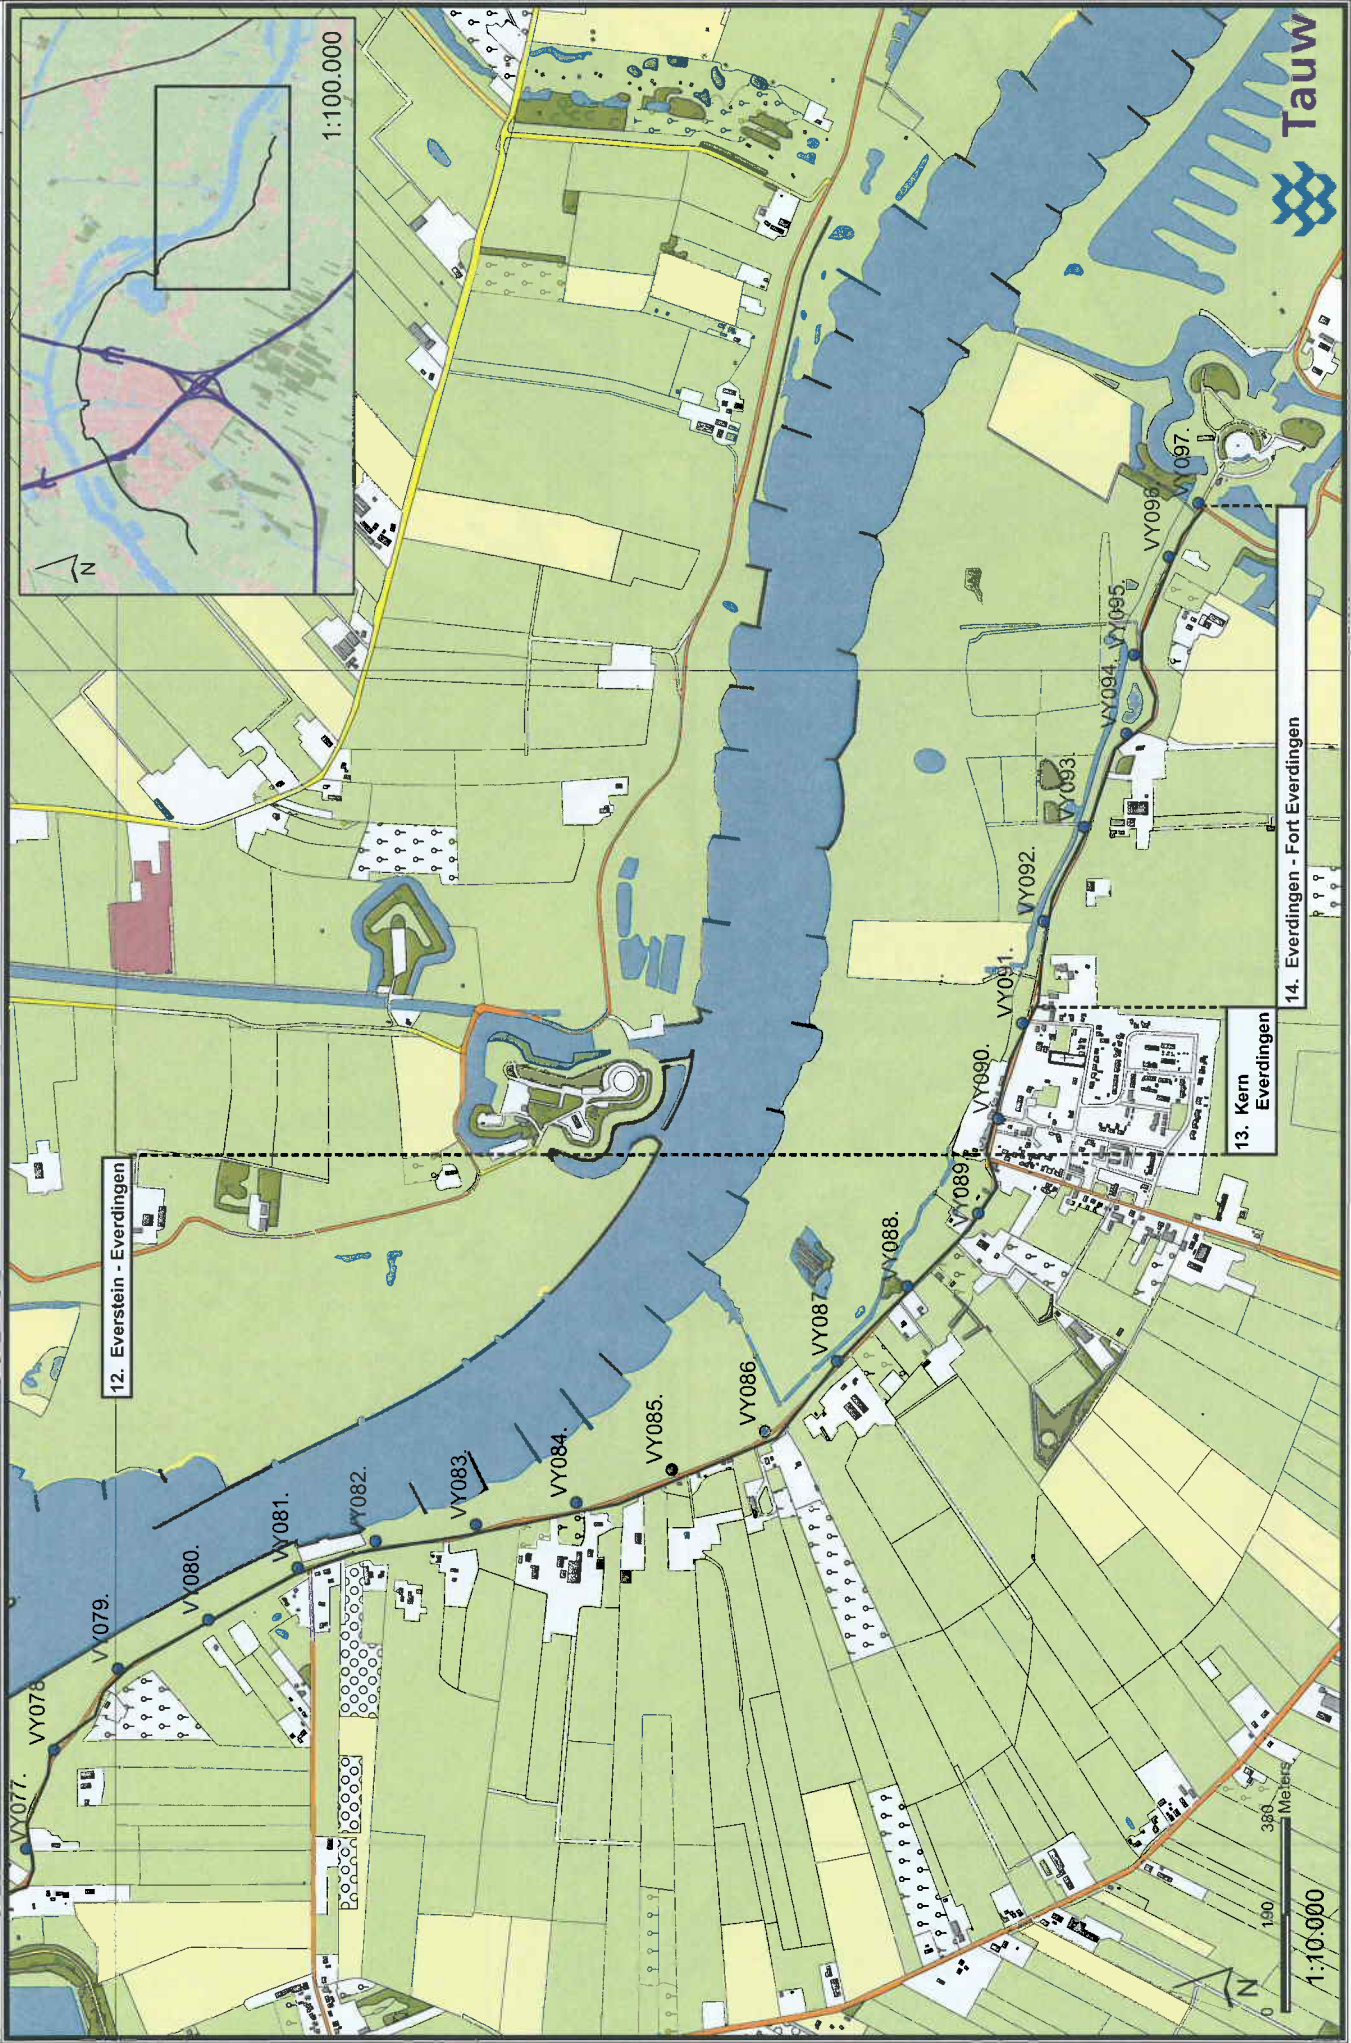 1:100.000
N
Tauw
12. Everstein - Everdingen
13. Kern
Everdingen
14. Everdingen - Fort Everdingen
VY077.
VY078
VY079.
VY080.
VY081.
VY082.
VY083.
VY084.
VY085.
VY086.
VY087
VY088.
VY089
VY090.
VY091.
VY092.
VY093.
VY094.
VY095.
VY096.
VY097.
N
0 190 380
Meters
1:10.000